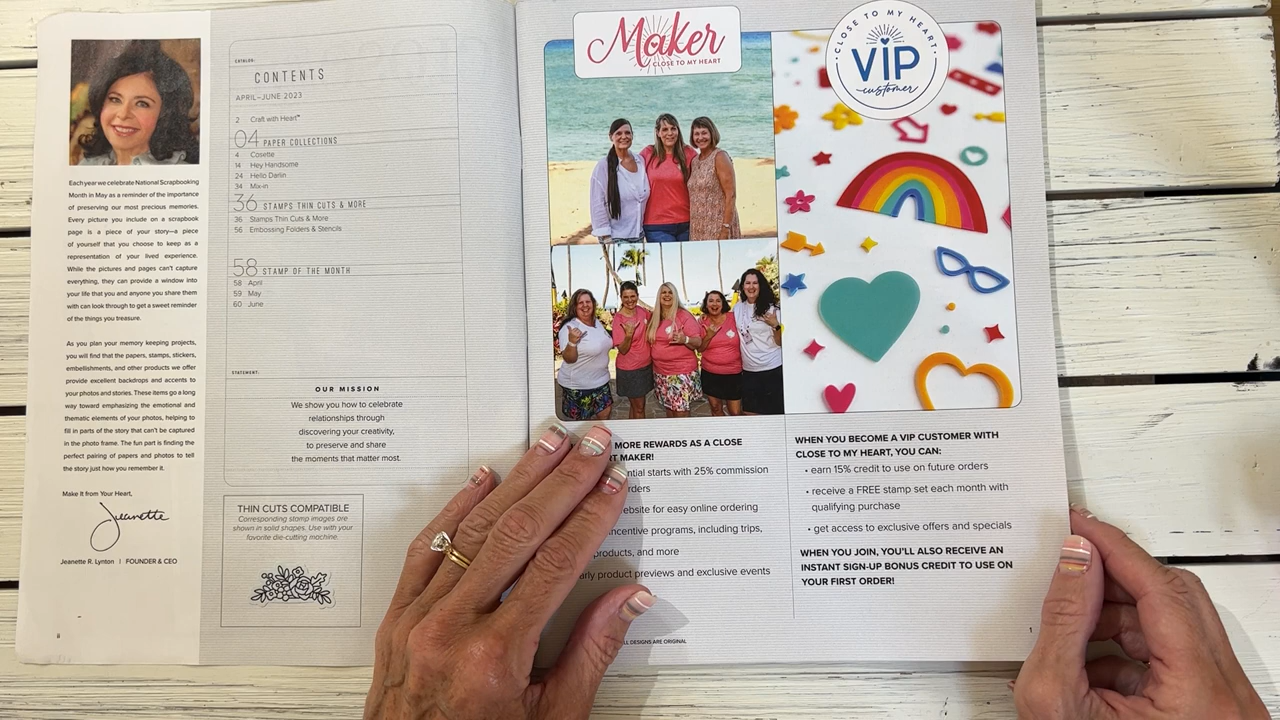 Each year we celebrate National Scrapbooking
Month in May as a reminder of the importance
of preserving our most precious memories.
Every picture you include on a scrapbook
page is a piece of your story—a piece
of yourself that you choose to keep as a
representation of your lived experience.
While the pictures and pages can't capture
everything, they can provide a window into
your life that you and anyone you share them
with can look through to get a sweet reminder
of the things you treasure.
As you plan your memory keeping projects,
you will find that the papers, stamps, stickers,
embellishments, and other products we offer
provide excellent backdrops and accents to
your photos and stories. These items go a long
way toward emphasizing the emotional and
thematic elements of your photos, helping to
fill in parts of the story that can't be captured
in the photo frame. The fun part is finding the
perfect pairing of papers and photos to tell
the story just how you remember it.
Make It from Your Heart,
Jeanette
Jeanette R. Lynton | FOUNDER & CEO
ii
CATALOG:
CONTENTS
APRIL–JUNE 2023
2 Craft with Heart™
04 PAPER COLLECTIONS
4 Cosette
14 Hey Handsome
24 Hello Darlin
34 Mix-in
36 STAMPS THIN CUTS & MORE
36 Stamps Thin Cuts & More
56 Embossing Folders & Stencils
58 STAMP OF THE MONTH
58 April
59 May
60 June
STATEMENT:
OUR MISSION
We show you how to celebrate
relationships through
discovering your creativity,
to preserve and share
the moments that matter most.
THIN CUTS COMPATIBLE
Corresponding stamp images are
shown in solid shapes. Use with your
favorite die-cutting machine.
Maker
CLOSE TO MY HEART
CLOSE TO MY HEART
VIP
customer
MORE REWARDS AS A CLOSE
MAKER!
starts with 25% commission
for easy online ordering
incentive programs, including trips,
products, and more
product previews and exclusive events
ALL DESIGNS ARE ORIGINAL
WHEN YOU BECOME A VIP CUSTOMER WITH
CLOSE TO MY HEART, YOU CAN:
• earn 15% credit to use on future orders
• receive a FREE stamp set each month with
qualifying purchase
• get access to exclusive offers and specials
WHEN YOU JOIN, YOU'LL ALSO RECEIVE AN
INSTANT SIGN-UP BONUS CREDIT TO USE ON
YOUR FIRST ORDER!
1